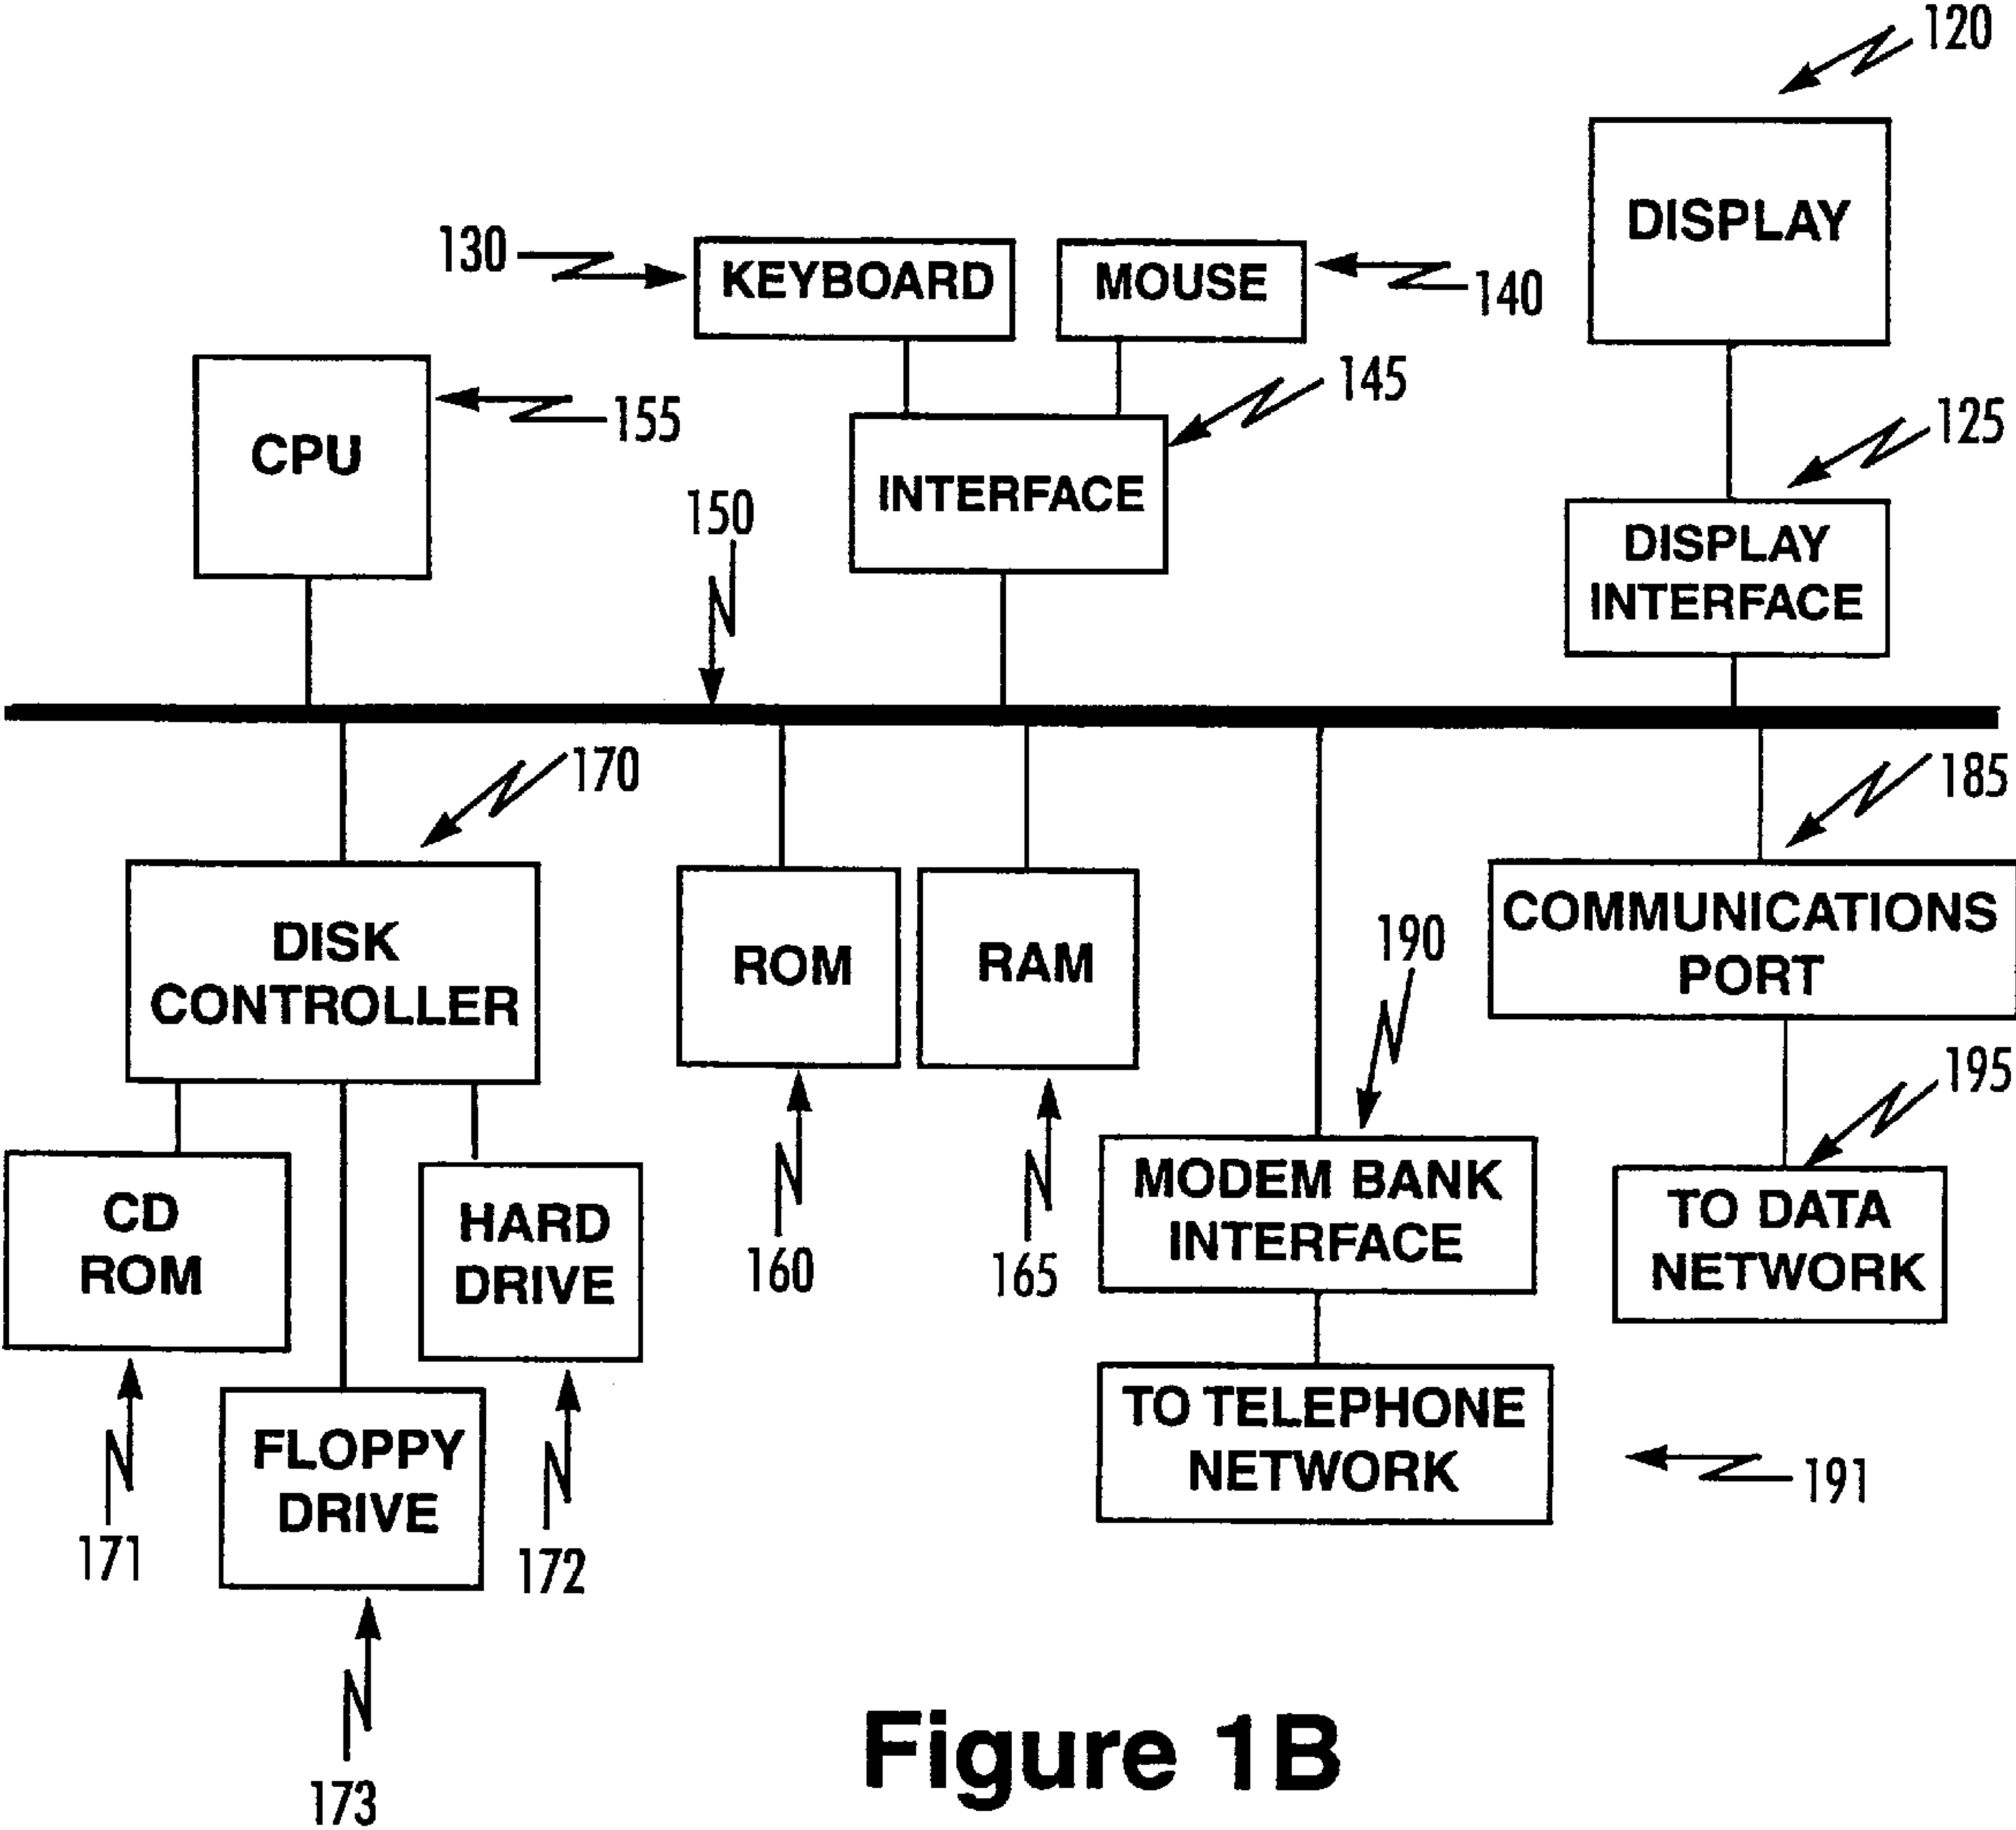 120
DISPLAY
130
KEYBOARD
MOUSE
140
145
155
CPU
125
INTERFACE
150
DISPLAY
INTERFACE
170
185
DISK
CONTROLLER
ROM
RAM
190
COMMUNICATIONS
PORT
195
CD
ROM
HARD
DRIVE
160
165
MODEM BANK
INTERFACE
TO DATA
NETWORK
FLOPPY
DRIVE
TO TELEPHONE
NETWORK
191
171
172
173
Figure 1B